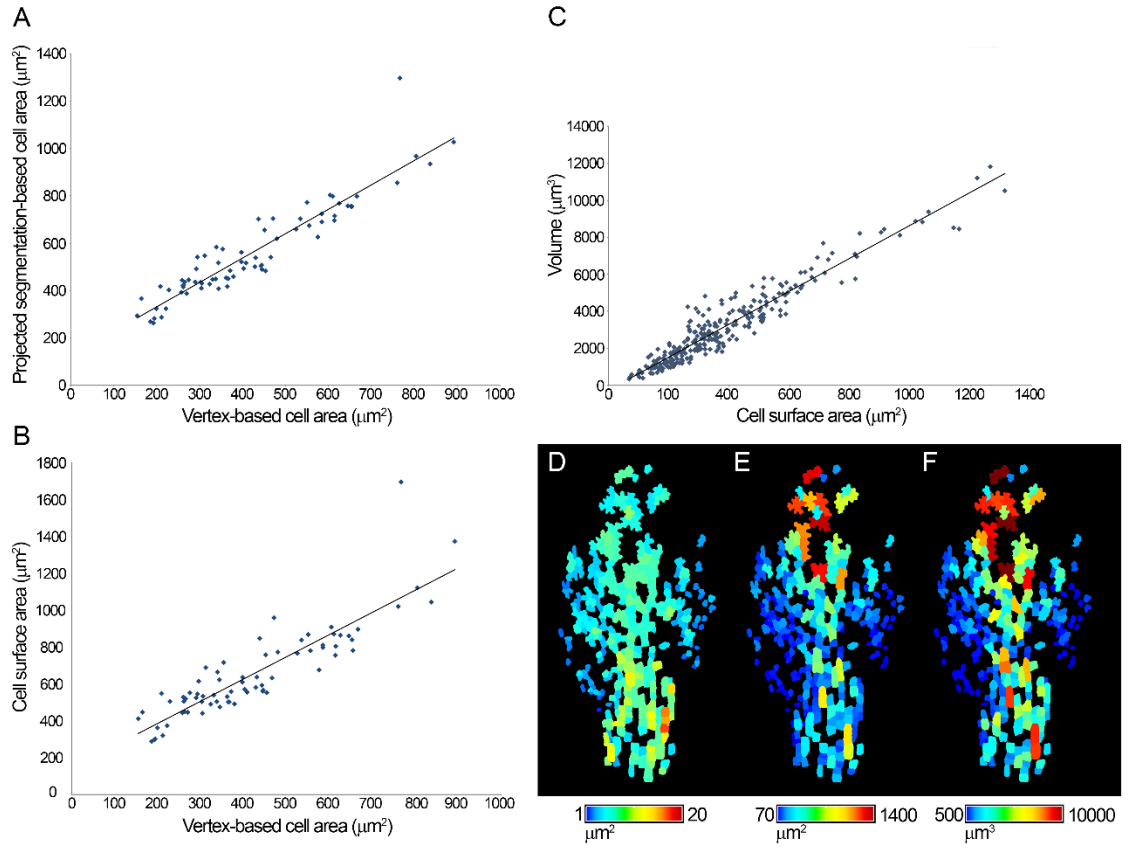 A
Projected segmentation-based cell area (µm²)
1400
1200
1000
800
600
400
200
0
0 100 200 300 400 500 600 700 800 900 1000
Vertex-based cell area (µm²)
B
Cell surface area (µm²)
1800
1600
1400
1200
1000
800
600
400
200
0
0 100 200 300 400 500 600 700 800 900 1000
Vertex-based cell area (µm²)
C
Volume (µm³)
14000
12000
10000
8000
6000
4000
2000
0
100 200 400 600 800 1000 1200 1400
Cell surface area (µm²)
D E F
1 20
µm²
70 1400
µm²
500 10000
µm³